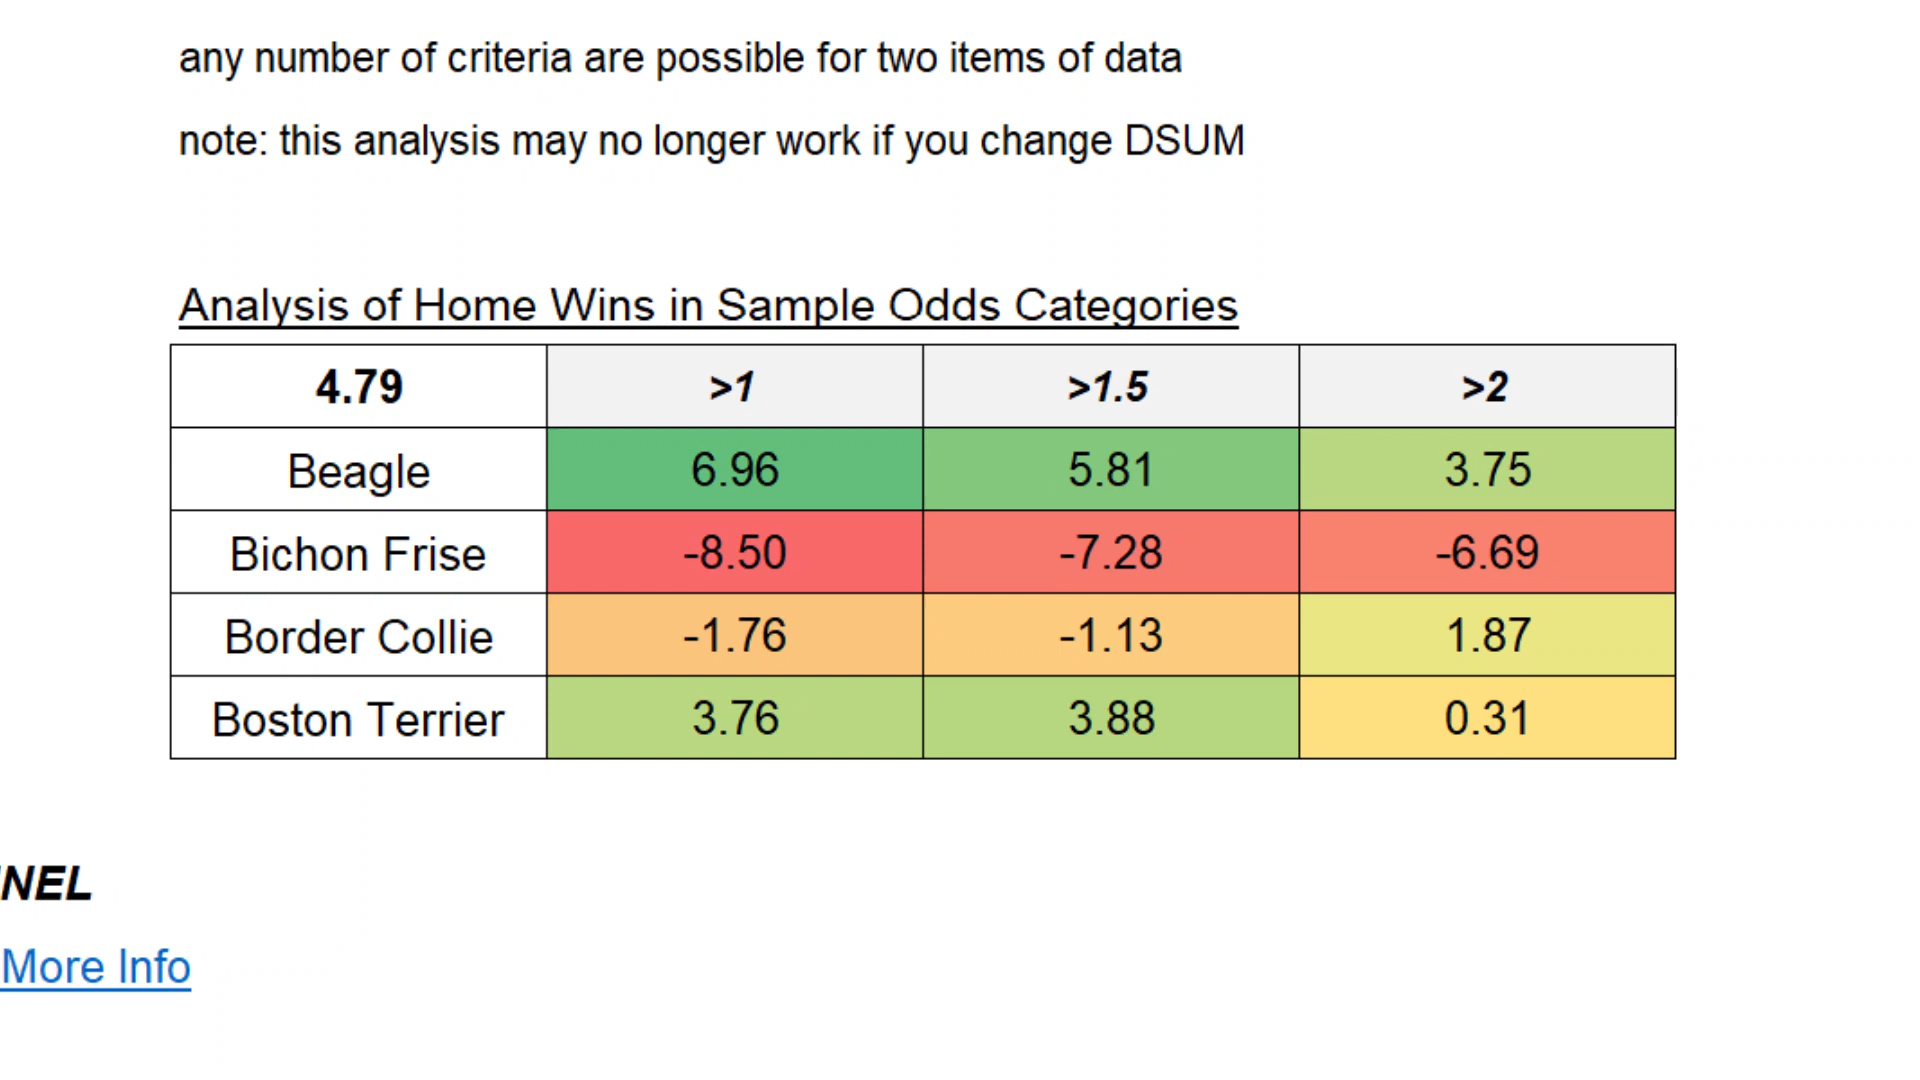 any number of criteria are possible for two items of data
note: this analysis may no longer work if you change DSUM
Analysis of Home Wins in Sample Odds Categories
4.79 >1 >1.5 >2
Beagle 6.96 5.81 3.75
Bichon Frise -8.50 -7.28 -6.69
Border Collie -1.76 -1.13 1.87
Boston Terrier 3.76 3.88 0.31
NEL
More Info